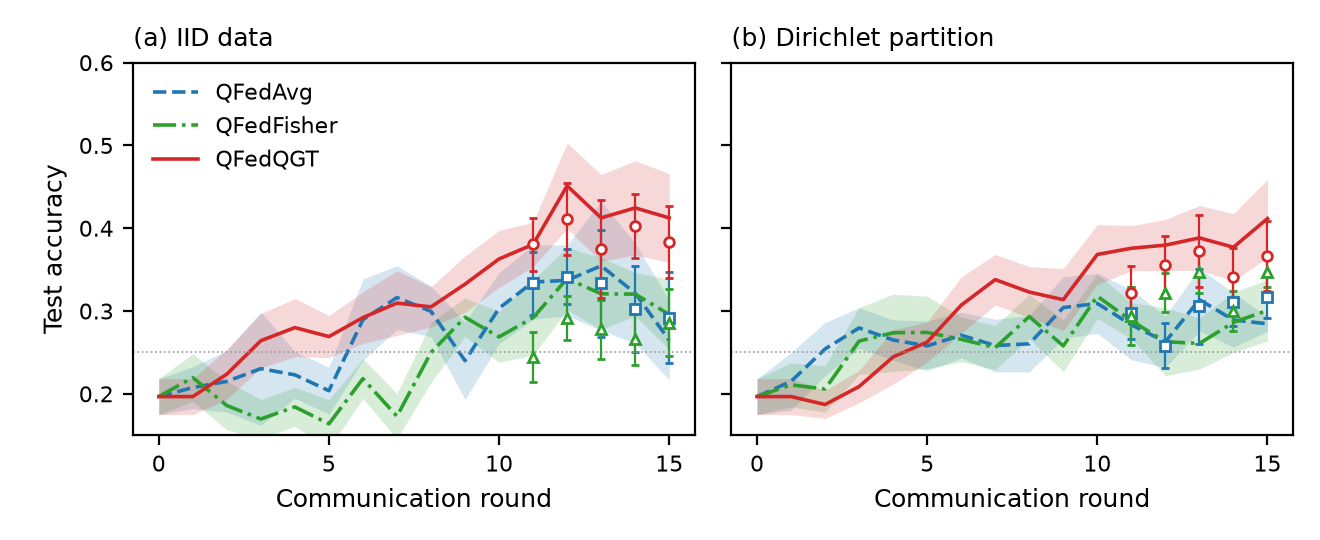 (a) IID data
(b) Dirichlet partition
0.6
0.5
0.4
0.3
0.2
Test accuracy
QFedAvg
QFedFisher
QFedQGT
0 5 10 15
0 5 10 15
Communication round
Communication round